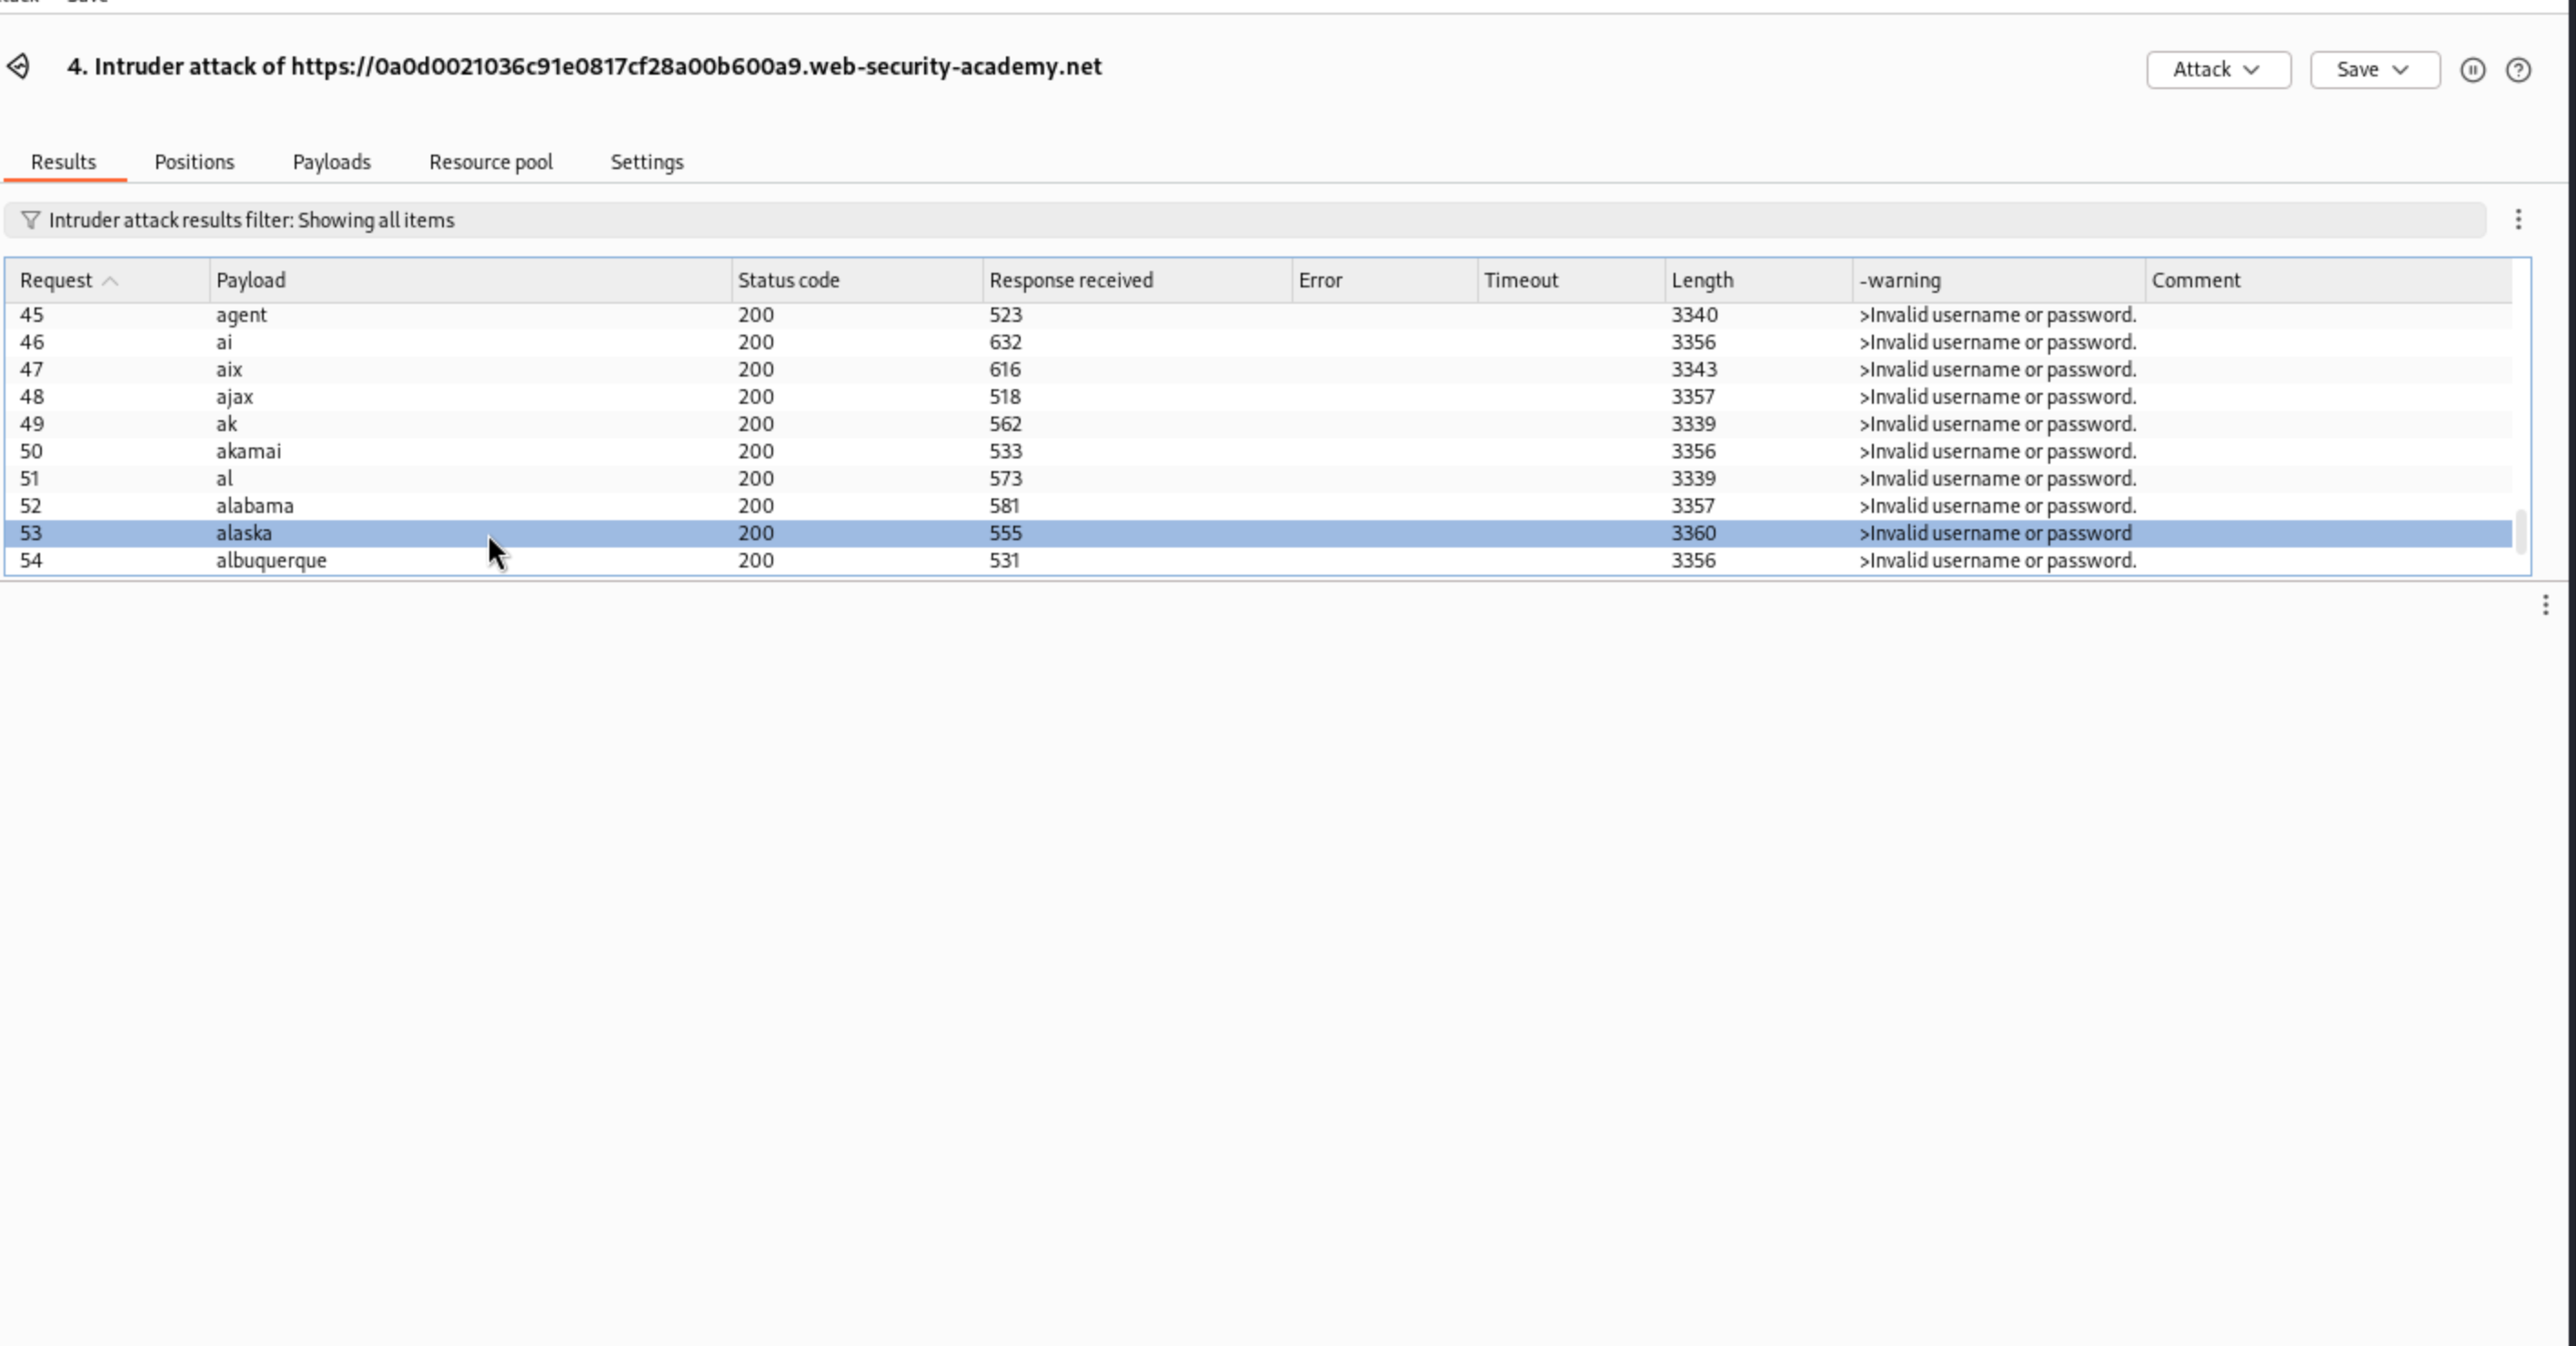 4. Intruder attack of https://0a0d0021036c91e0817cf28a00b600a9.web-security-academy.net
Attack Save
Results Positions Payloads Resource pool Settings
Intruder attack results filter: Showing all items
Request Payload Status code Response received Error Timeout Length -warning Comment
45 agent 200 523 3340 >Invalid username or password.
46 ai 200 632 3356 >Invalid username or password.
47 aix 200 616 3343 >Invalid username or password.
48 ajax 200 518 3357 >Invalid username or password.
49 ak 200 562 3339 >Invalid username or password.
50 akamai 200 533 3356 >Invalid username or password.
51 al 200 573 3339 >Invalid username or password.
52 alabama 200 581 3357 >Invalid username or password.
53 alaska 200 555 3360 >Invalid username or password
54 albuquerque 200 531 3356 >Invalid username or password.